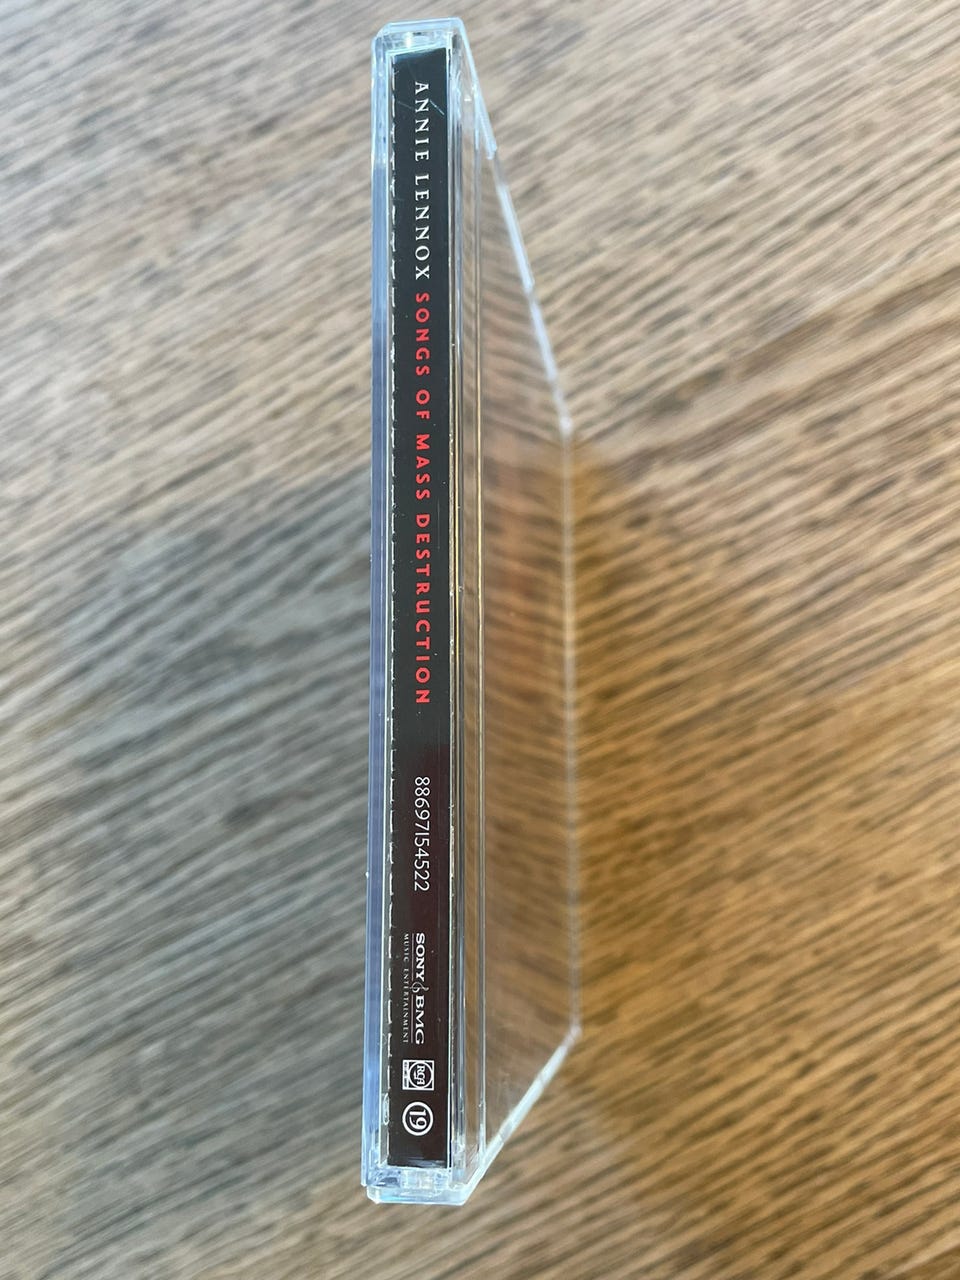 ANNIE LENNOX SONGS OF MASS DESTRUCTION
88697154522
SONY BMG
MUSIC ENTERTAINMENT
RCA
19